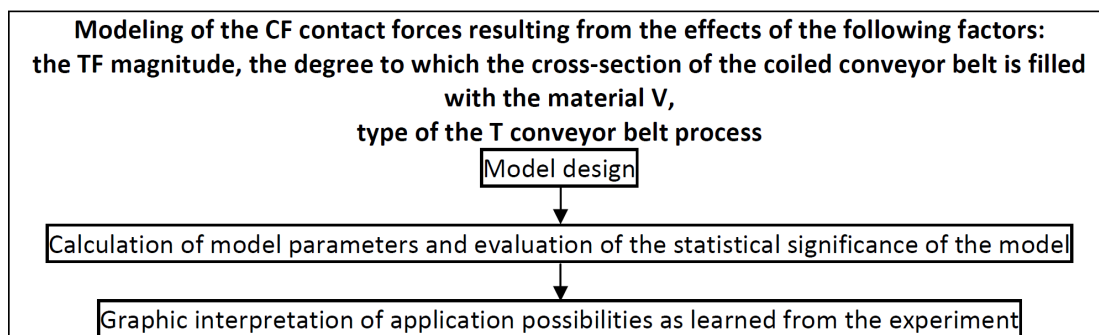 Modeling of the CF contact forces resulting from the effects of the following factors:
the TF magnitude, the degree to which the cross-section of the coiled conveyor belt is filled
with the material V,
type of the T conveyor belt process
Model design
Calculation of model parameters and evaluation of the statistical significance of the model
Graphic interpretation of application possibilities as learned from the experiment